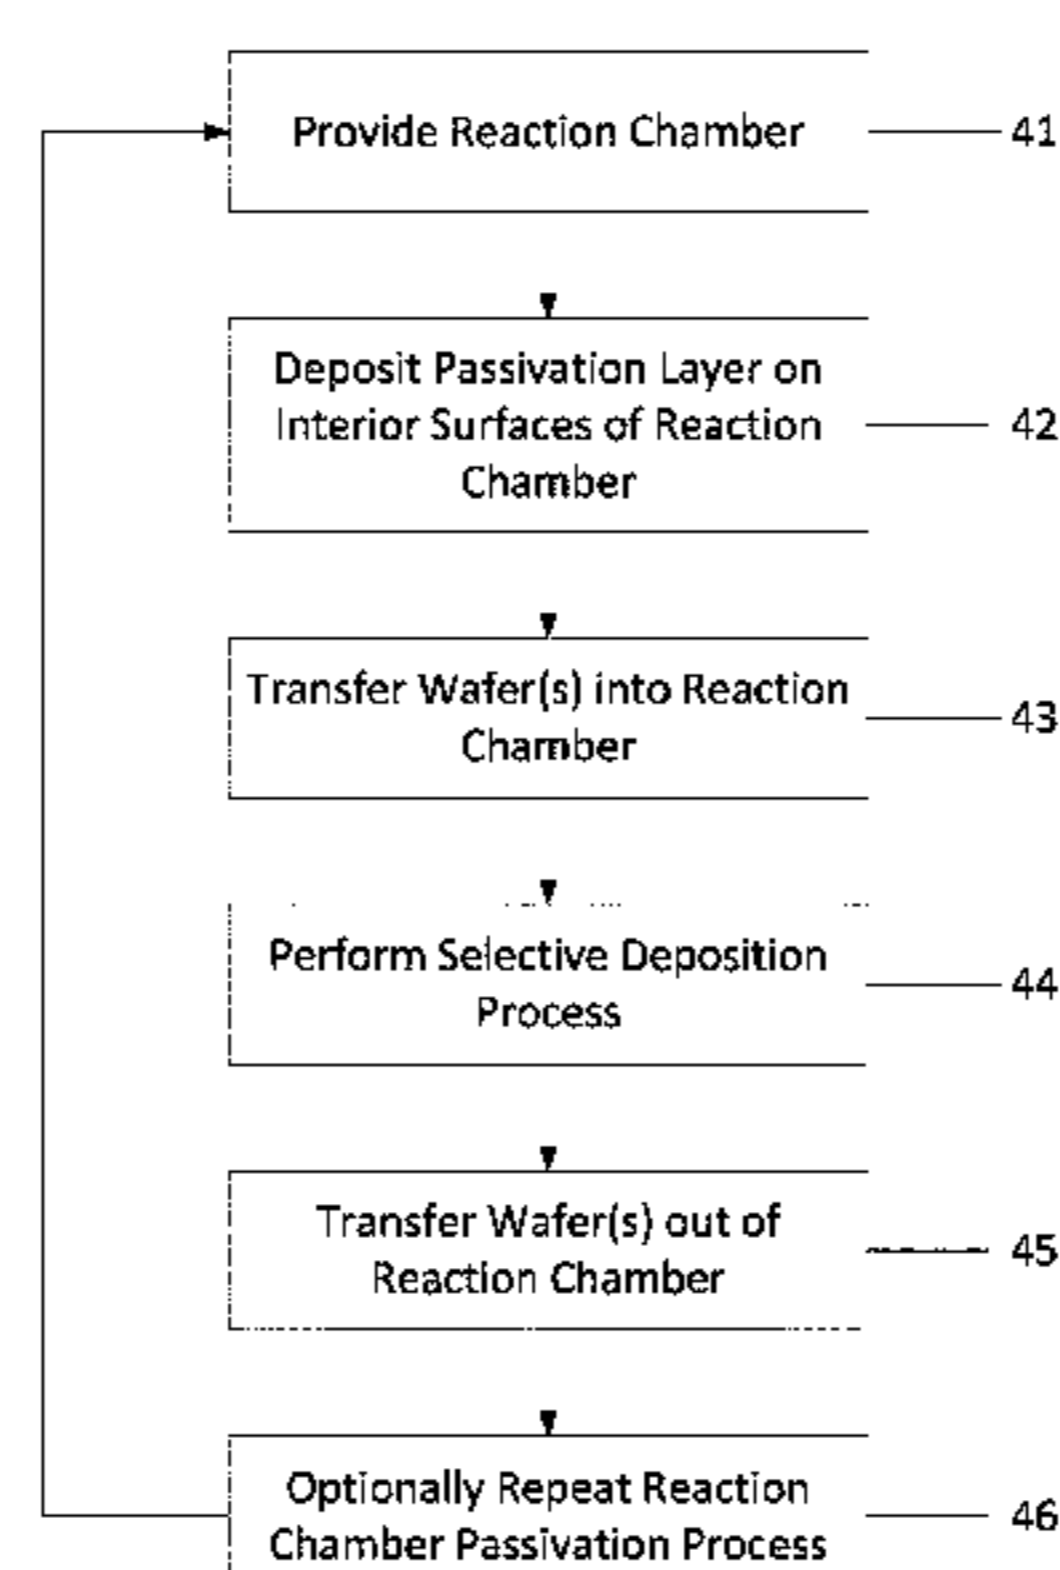 Provide Reaction Chamber
41
Deposit Passivation Layer on
Interior Surfaces of Reaction
Chamber
42
Transfer Wafer(s) into Reaction
Chamber
43
Perform Selective Deposition
Process
44
Transfer Wafer(s) out of
Reaction Chamber
45
Optionally Repeat Reaction
Chamber Passivation Process
46